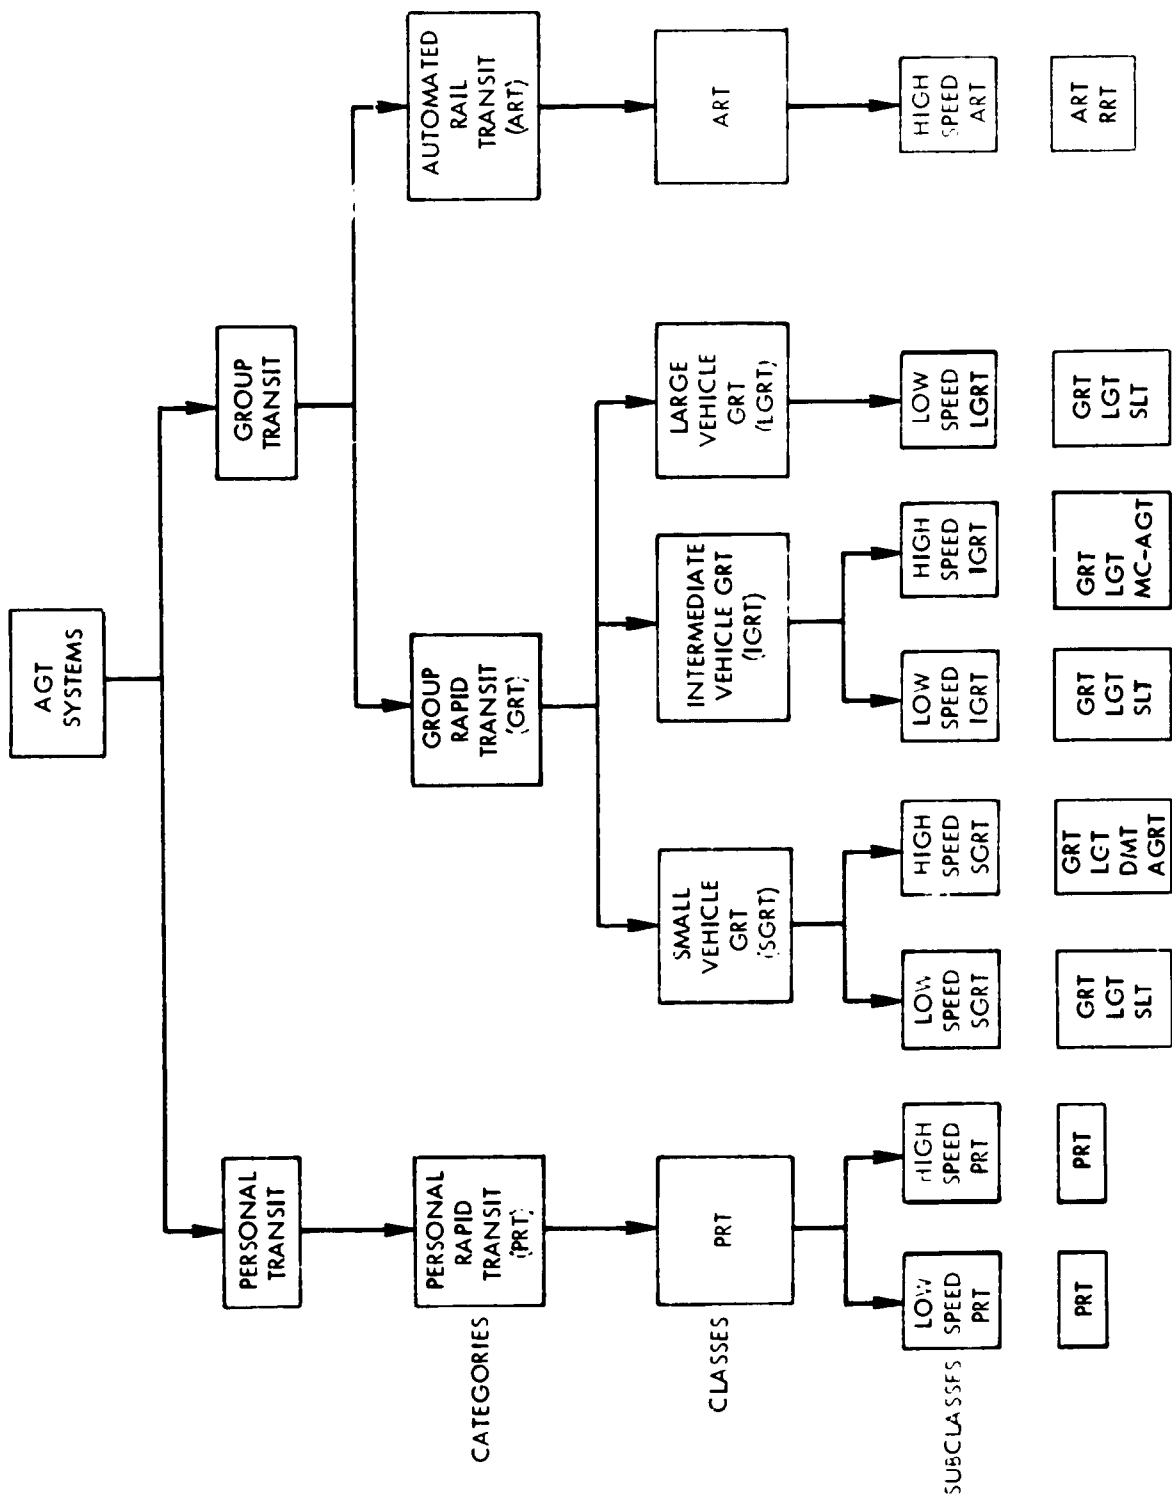 AGT
SYSTEMS
PERSONAL
TRANSIT
GROUP
TRANSIT
CATEGORIES
PERSONAL
RAPID
TRANSIT
(PRT)
GROUP
RAPID
TRANSIT
(GRT)
AUTOMATED
RAIL
TRANSIT
(ART)
CLASSES
PRT
SMALL
VEHICLE
GRT
(SGRT)
INTERMEDIATE
VEHICLE GRT
(IGRT)
LARGE
VEHICLE
GRT
(LGRT)
ART
SUBCLASSES
LOW
SPEED
PRT
HIGH
SPEED
PRT
LOW
SPEED
SGRT
HIGH
SPEED
SGRT
LOW
SPEED
IGRT
HIGH
SPEED
IGRT
LOW
SPEED
LGRT
HIGH
SPEED
ART
PRT
PRT
GRT
LGT
SLT
GRT
LGT
DMT
AGRT
GRT
LGT
SLT
GRT
LGT
MC-AGT
GRT
LGT
SLT
ART
RRT